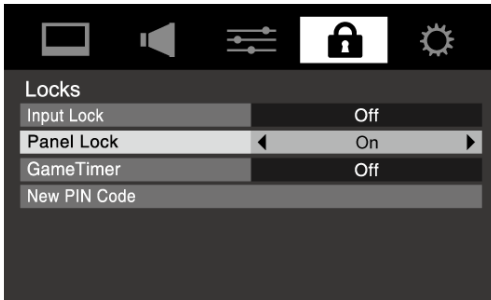 Locks
Input Lock Off
Panel Lock On
GameTimer Off
New PIN Code